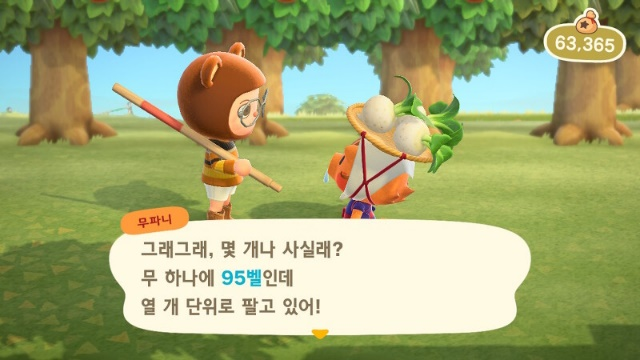 63,365
무파니
그래그래, 몇 개나 사실래?
무 하나에 95벨인데
열 개 단위로 팔고 있어!